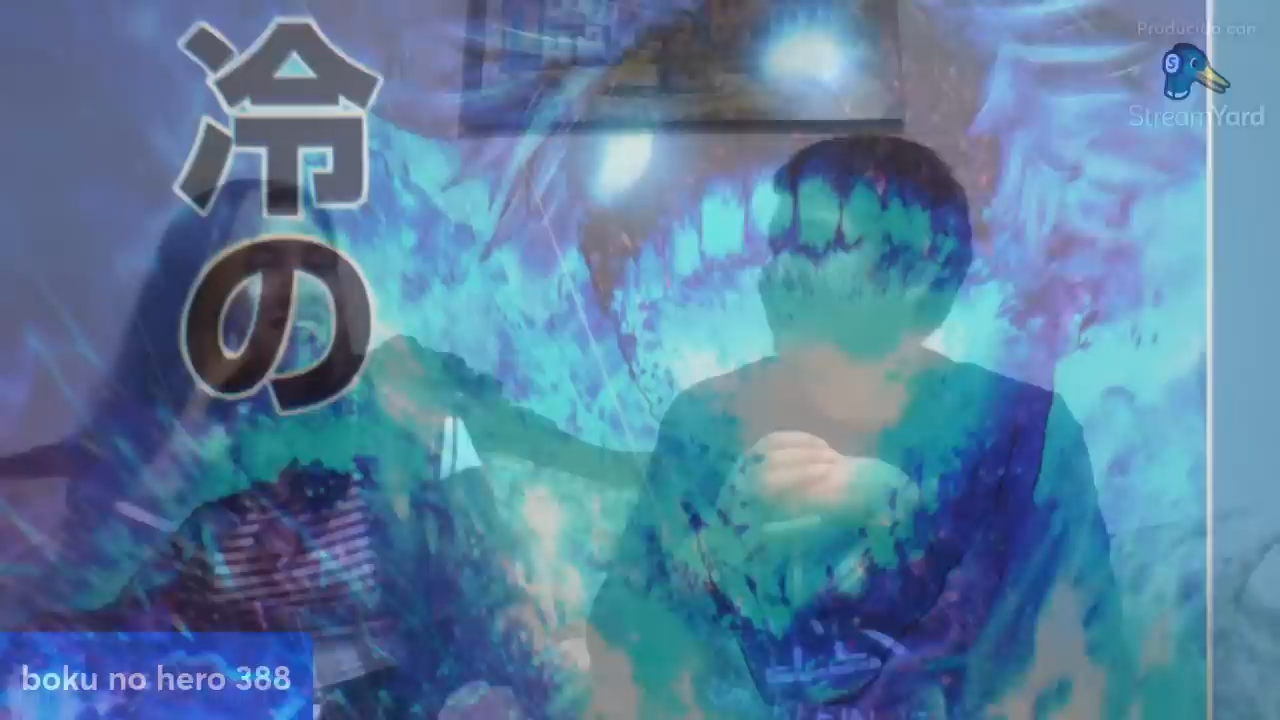 冷の
Producido con
StreamYard
boku no hero 388